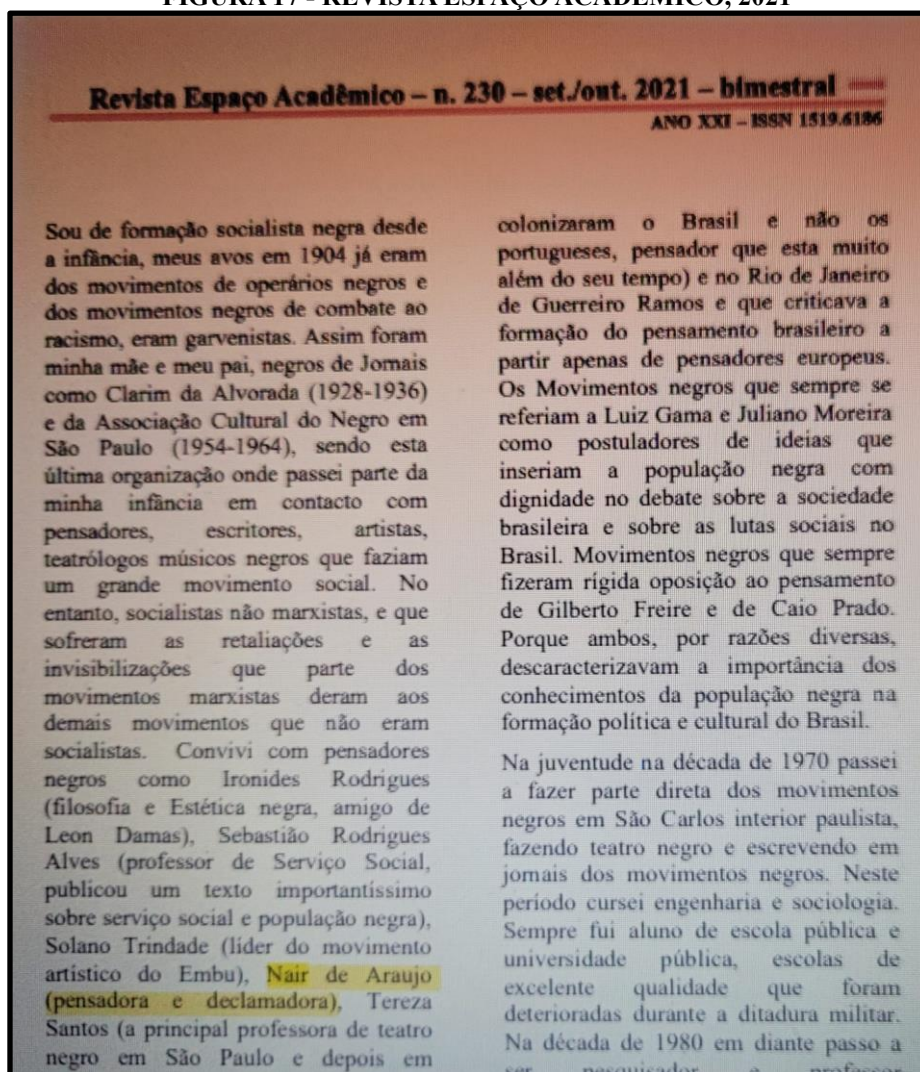 FIGURA 17 - REVISTA ESPAÇO ACADÊMICO, 2021
Revista Espaço Acadêmico – n. 230 – set./out. 2021 – bimestral
ANO XXI – ISSN 1519.6186
Sou de formação socialista negra desde
a infância, meus avos em 1904 já eram
dos movimentos de operários negros e
dos movimentos negros de combate ao
racismo, eram garvenistas. Assim foram
minha mãe e meu pai, negros de Jornais
como Clarim da Alvorada (1928-1936)
e da Associação Cultural do Negro em
São Paulo (1954-1964), sendo esta
última organização onde passei parte da
minha infância em contacto com
pensadores, escritores, artistas,
teatrólogos músicos negros que faziam
um grande movimento social. No
entanto, socialistas não marxistas, e que
sofreram as retaliações e as
invisibilizações que parte dos
movimentos marxistas deram aos
demais movimentos que não eram
socialistas. Convivi com pensadores
negros como Ironides Rodrigues
(filosofia e Estética negra, amigo de
Leon Damas), Sebastião Rodrigues
Alves (professor de Serviço Social,
publicou um texto importantíssimo
sobre serviço social e população negra),
Solano Trindade (líder do movimento
artístico do Embu), Nair de Araujo
(pensadora e declamadora), Tereza
Santos (a principal professora de teatro
negro em São Paulo e depois em
colonizaram o Brasil e não os
portugueses, pensador que esta muito
além do seu tempo) e no Rio de Janeiro
de Guerreiro Ramos e que criticava a
formação do pensamento brasileiro a
partir apenas de pensadores europeus.
Os Movimentos negros que sempre se
referiam a Luiz Gama e Juliano Moreira
como postuladores de ideias que
inseriam a população negra com
dignidade no debate sobre a sociedade
brasileira e sobre as lutas sociais no
Brasil. Movimentos negros que sempre
fizeram rígida oposição ao pensamento
de Gilberto Freire e de Caio Prado.
Porque ambos, por razões diversas,
descaracterizavam a importância dos
conhecimentos da população negra na
formação política e cultural do Brasil.
Na juventude na década de 1970 passei
a fazer parte direta dos movimentos
negros em São Carlos interior paulista,
fazendo teatro negro e escrevendo em
jornais dos movimentos negros. Neste
período cursei engenharia e sociologia.
Sempre fui aluno de escola pública e
universidade pública, escolas de
excelente qualidade que foram
deterioradas durante a ditadura militar.
Na década de 1980 em diante passo a
ser pesquisador e professor